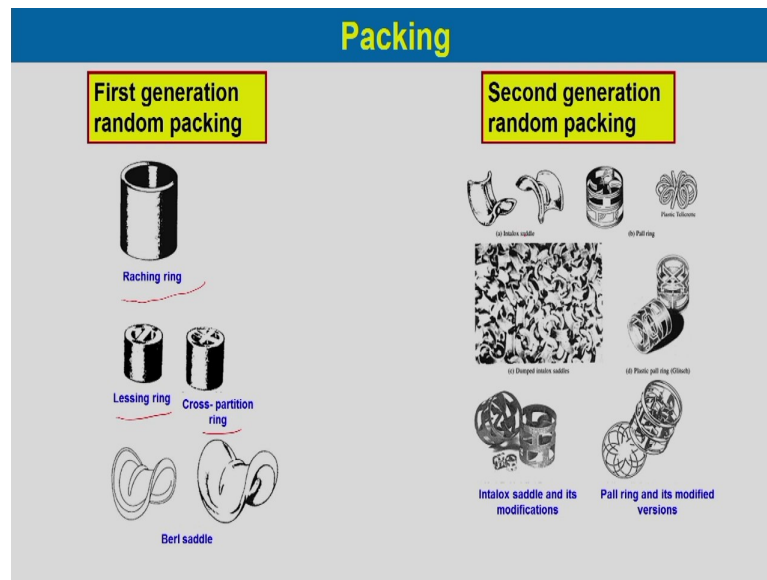 Packing
First generation
random packing
Raching ring
Lessing ring
Cross- partition
ring
Berl saddle
Second generation
random packing
(a) Intalox saddle
(b) Pall ring
Plastic Tellerette
(c) Dumped intalox saddles
(d) Plastic pall ring (Glitsch)
Intalox saddle and its
modifications
Pall ring and its modified
versions